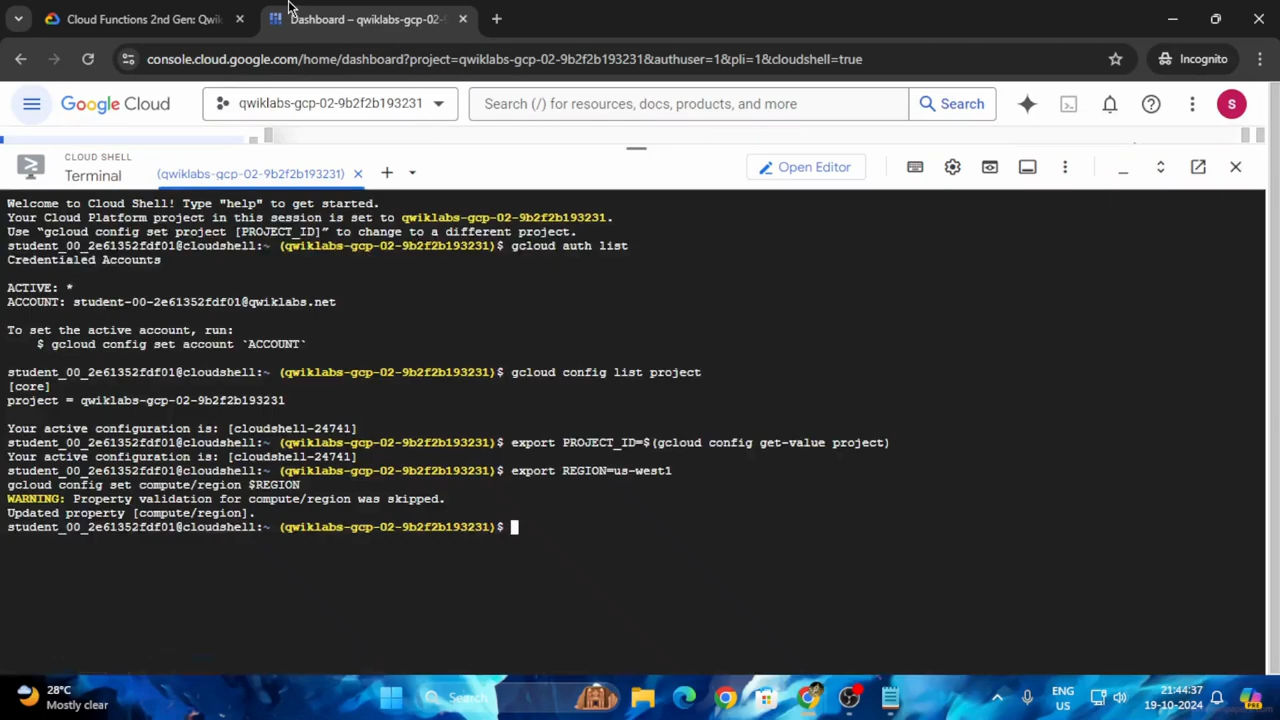 Cloud Functions 2nd Gen: Qwik
Dashboard – qwiklabs-gcp-02-
console.cloud.google.com/home/dashboard?project=qwiklabs-gcp-02-9b2f2b193231&authuser=1&pli=1&cloudshell=true
Incognito
Google Cloud
qwiklabs-gcp-02-9b2f2b193231
Search (/) for resources, docs, products, and more
Search
S
CLOUD SHELL
Terminal
(qwiklabs-gcp-02-9b2f2b193231)
Open Editor
Welcome to Cloud Shell! Type "help" to get started.
Your Cloud Platform project in this session is set to qwiklabs-gcp-02-9b2f2b193231.
Use “gcloud config set project [PROJECT_ID]” to change to a different project.
student_00_2e61352fdf01@cloudshell:~ (qwiklabs-gcp-02-9b2f2b193231)$ gcloud auth list
Credentialed Accounts
ACTIVE: *
ACCOUNT: student-00-2e61352fdf01@qwiklabs.net
To set the active account, run:
$ gcloud config set account `ACCOUNT`
student_00_2e61352fdf01@cloudshell:~ (qwiklabs-gcp-02-9b2f2b193231)$ gcloud config list project
[core]
project = qwiklabs-gcp-02-9b2f2b193231
Your active configuration is: [cloudshell-24741]
student_00_2e61352fdf01@cloudshell:~ (qwiklabs-gcp-02-9b2f2b193231)$ export PROJECT_ID=$(gcloud config get-value project)
Your active configuration is: [cloudshell-24741]
student_00_2e61352fdf01@cloudshell:~ (qwiklabs-gcp-02-9b2f2b193231)$ export REGION=us-west1
gcloud config set compute/region $REGION
WARNING: Property validation for compute/region was skipped.
Updated property [compute/region].
student_00_2e61352fdf01@cloudshell:~ (qwiklabs-gcp-02-9b2f2b193231)$
28°C
Mostly clear
Search
ENG
US
21:44:37
19-10-2024
PRE